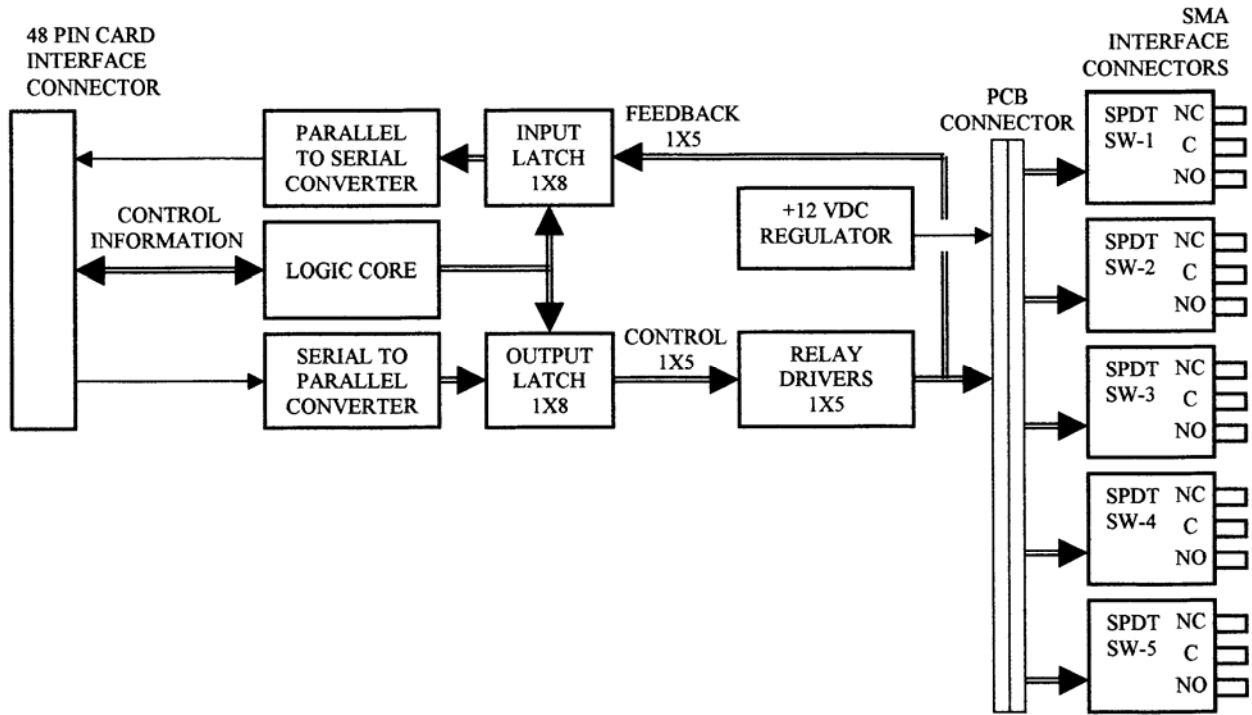 48 PIN CARD
INTERFACE
CONNECTOR
PARALLEL
TO SERIAL
CONVERTER
INPUT
LATCH
1X8
FEEDBACK
1X5
CONTROL
INFORMATION
LOGIC CORE
+12 VDC
REGULATOR
SERIAL TO
PARALLEL
CONVERTER
OUTPUT
LATCH
1X8
CONTROL
1X5
RELAY
DRIVERS
1X5
PCB
CONNECTOR
SMA
INTERFACE
CONNECTORS
SPDT NC
SW-1 C
NO
SPDT NC
SW-2 C
NO
SPDT NC
SW-3 C
NO
SPDT NC
SW-4 C
NO
SPDT NC
SW-5 C
NO